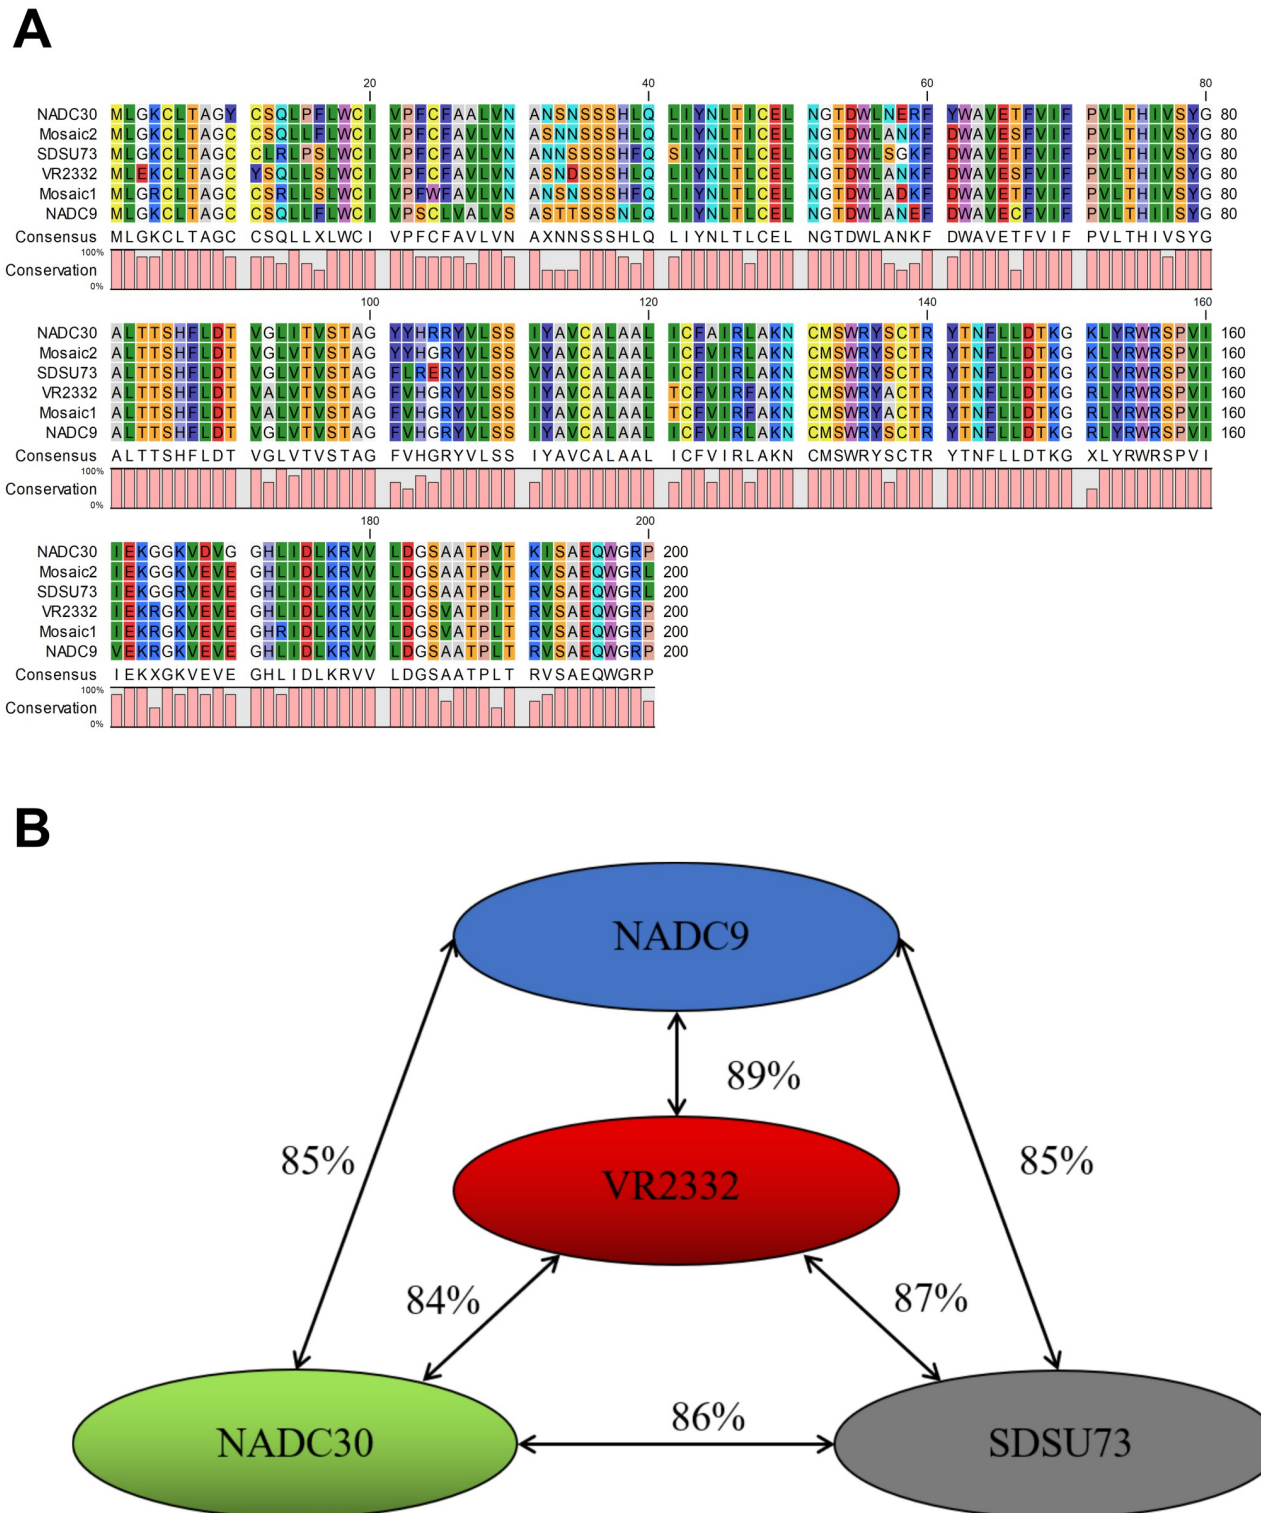 A
20 40 60 80
NADC30 MLGKCLTAGY CSQLPFLWCI VPFCFAALVN ANSNSSSHLQ LIYNLTICEL NGTDWLNERF YWAVETFVIF PVLTHIVSYG 80
Mosaic2 MLGKCLTAGC CSQLLFLWCI VPFCFAVLVN ASNNSSSHLQ LIYNLTLCEL NGTDWLANKF DWAVESFVIF PVLTHIVSYG 80
SDSU73 MLGKCLTAGC CLRLPSLWCI VPFCFAVLVN ANNSSSSHFQ SIYNLTLCEL NGTDWLSGKF DWAVETFVIF PVLTHIVSYG 80
VR2332 MLEKCLTAGC YSQLLSLWCI VPFCFAVLVN ASNDSSSHLQ LIYNLTLCEL NGTDWLANKF DWAVESFVIF PVLTHIVSYG 80
Mosaic1 MLGRCLTAGC CSRLLSLWCI VPFWFAVLVN ANSNSSSHFQ LIYNLTLCEL NGTDWLADKF DWAVETFVIF PVLTHIVSYG 80
NADC9 MLGKCLTAGC CSQLLFLWCI VPSCLVALVS ASTTSSSNLQ LIYNLTLCEL NGTDWLANEF DWAVECFVIF PVLTHIISYG 80
Consensus MLGKCLTAGC CSQLLXLWCI VPFCFAVLVN AXNNSSSHLQ LIYNLTLCEL NGTDWLANKF DWAVETFVIF PVLTHIVSYG
100%
Conservation
0%
100 120 140 160
NADC30 ALTTSHFLDT VGLITVSTAG YYHRRYVLSS IYAVCALAAL ICFAIRLAKN CMSWRYSCTR YTNFLLDTKG KLYRWRSPVI 160
Mosaic2 ALTTSHFLDT VGLVTVSTAG YYHGRYVLSS VYAVCALAAL ICFVIRLAKN CMSWRYSCTR YTNFLLDTKG KLYRWRSPVI 160
SDSU73 ALTTSHFLDT VGLVTVSTAG FLRERYVLSS VYAVCALAAL ICFVIRLAKN CMSWRYSCTR YTNFLLDTKG KLYRWRSPVI 160
VR2332 ALTTSHFLDT VALVTVSTAG FVHGRYVLSS IYAVCALAAL TCFVIRFAKN CMSWRYACTR YTNFLLDTKG RLYRWRSPVI 160
Mosaic1 ALTTSHFLDT VALVTVSTAG FVHGRYVLSS IYAVCALAAL TCFVIRFAKN CMSWRYACTR YTNFLLDTKG RLYRWRSPVI 160
NADC9 ALTTSHFLDT VGLVTVSTAG FVHGRYVLSS IYAVCALAAL ICFVIRLAKN CMSWRYSCTR YTNFLLDTKG RLYRWRSPVI 160
Consensus ALTTSHFLDT VGLVTVSTAG FVHGRYVLSS IYAVCALAAL ICFVIRLAKN CMSWRYSCTR YTNFLLDTKG XLYRWRSPVI
100%
Conservation
0%
180 200
NADC30 IEKGGKVDVG GHLIDLKRVV LDGSAATPVT KISAEQWGRP 200
Mosaic2 IEKGGKVEVE GHLIDLKRVV LDGSAATPVT KVSAEQWGRL 200
SDSU73 IEKGGRVEVE GHLIDLKRVV LDGSAATPLT RVSAEQWGRL 200
VR2332 IEKRGKVEVE GHLIDLKRVV LDGSVATPIT RVSAEQWGRP 200
Mosaic1 IEKRGKVEVE GHRIDLKRVV LDGSVATPLT RVSAEQWGRP 200
NADC9 VEKRGKVEVE GHLIDLKRVV LDGSAATPLT RVSAEQWGRP 200
Consensus IEKXGKVEVE GHLIDLKRVV LDGSAATPLT RVSAEQWGRP
100%
Conservation
0%
B
NADC9
89%
85% 85%
VR2332
84% 87%
86%
NADC30 SDSU73